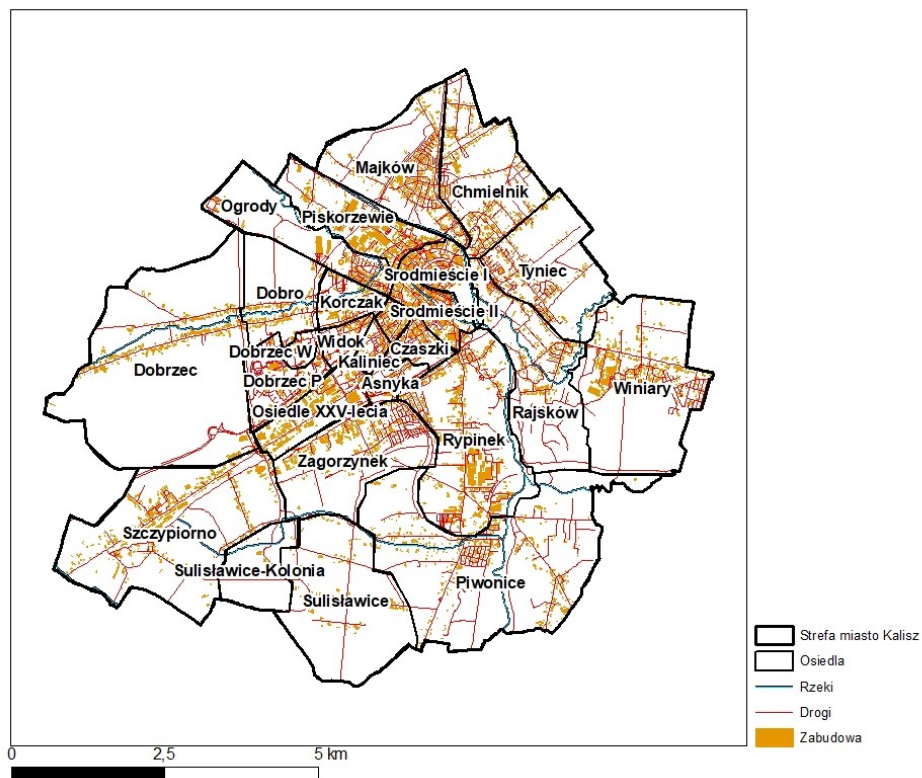 Majków
Chmielnik
Ogrody
Piskorzewie
Tyniec
Srodmieście I
Dobro
Korczak
Srodmieście II
Widok
Czaszki
Dobrzec W
Kaliniec
Dobrzec
Dobrzec P
Asnyka
Winiary
Osiedle XXV-lecia
Rajsków
Rypinek
Zagorzynek
Szczypiorno
Sulisławice-Kolonia
Piwonice
Sulisławice
Strefa miasto Kalisz
Osiedla
Rzeki
Drogi
Zabudowa
0 2,5 5 km